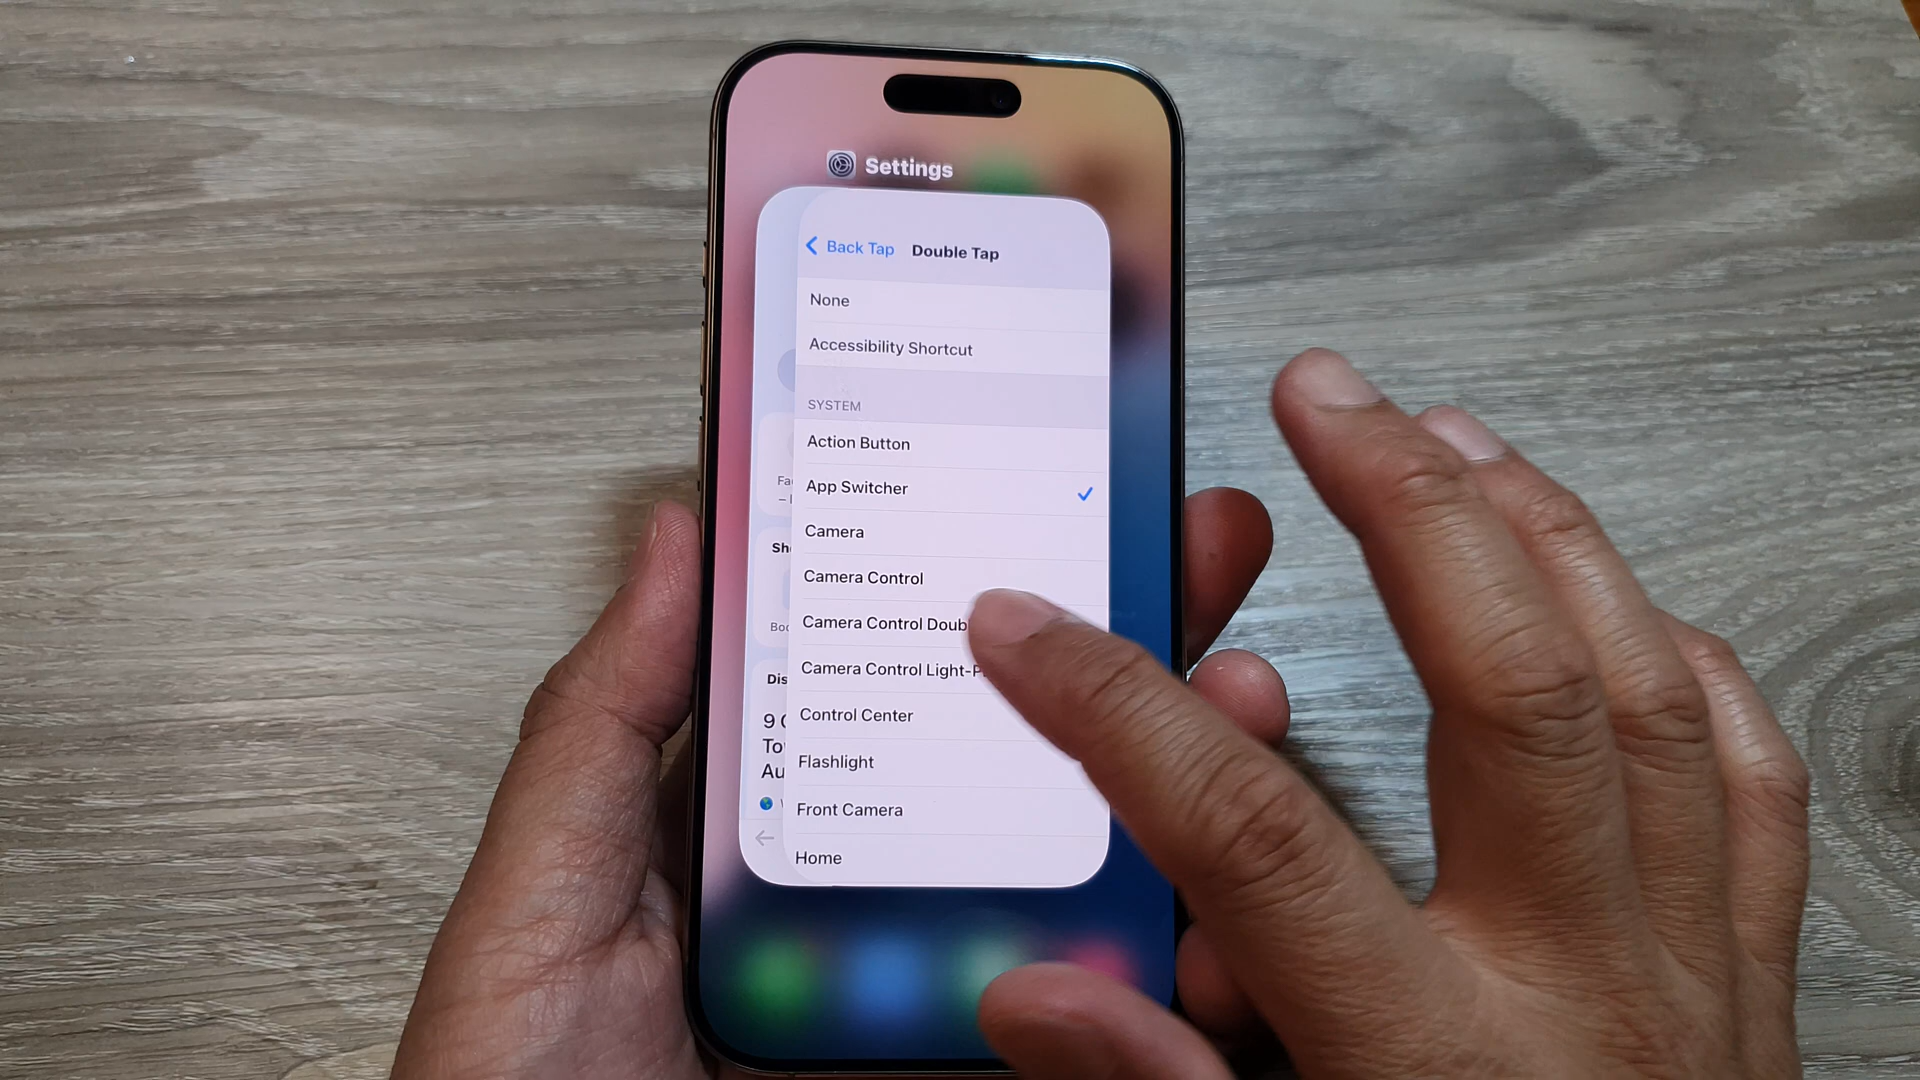 Settings
Back Tap Double Tap
None
Accessibility Shortcut
SYSTEM
Action Button
App Switcher
Camera
Camera Control
Camera Control
Camera Control Light-
Control Center
Flashlight
Front Camera
Home
9